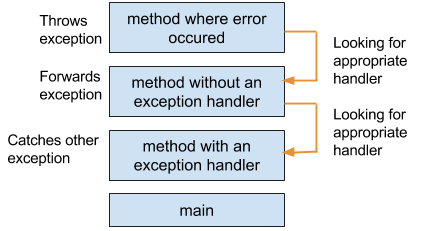 Throws
exception
method where error
occured
Looking for
appropriate
handler
Forwards
exception
method without an
exception handler
Looking for
appropriate
handler
Catches other
exception
method with an
exception handler
main